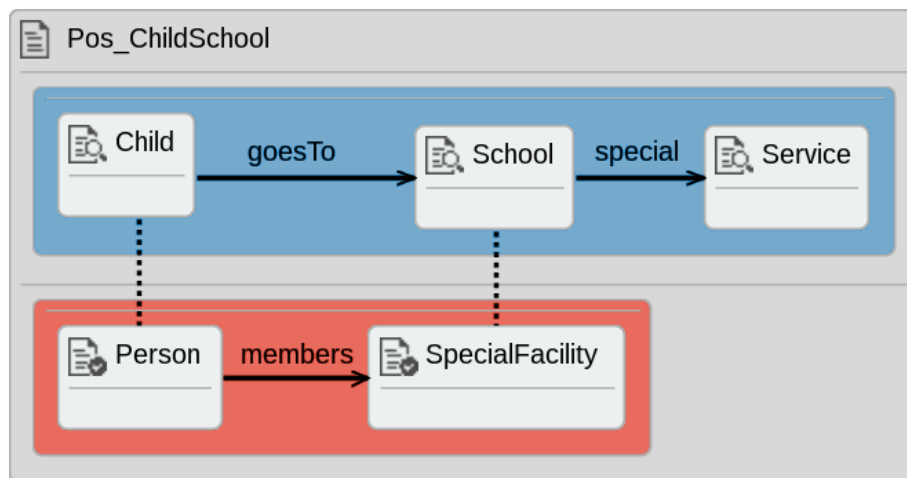 Pos_ChildSchool
Child
goesTo
School
special
Service
Person
members
SpecialFacility